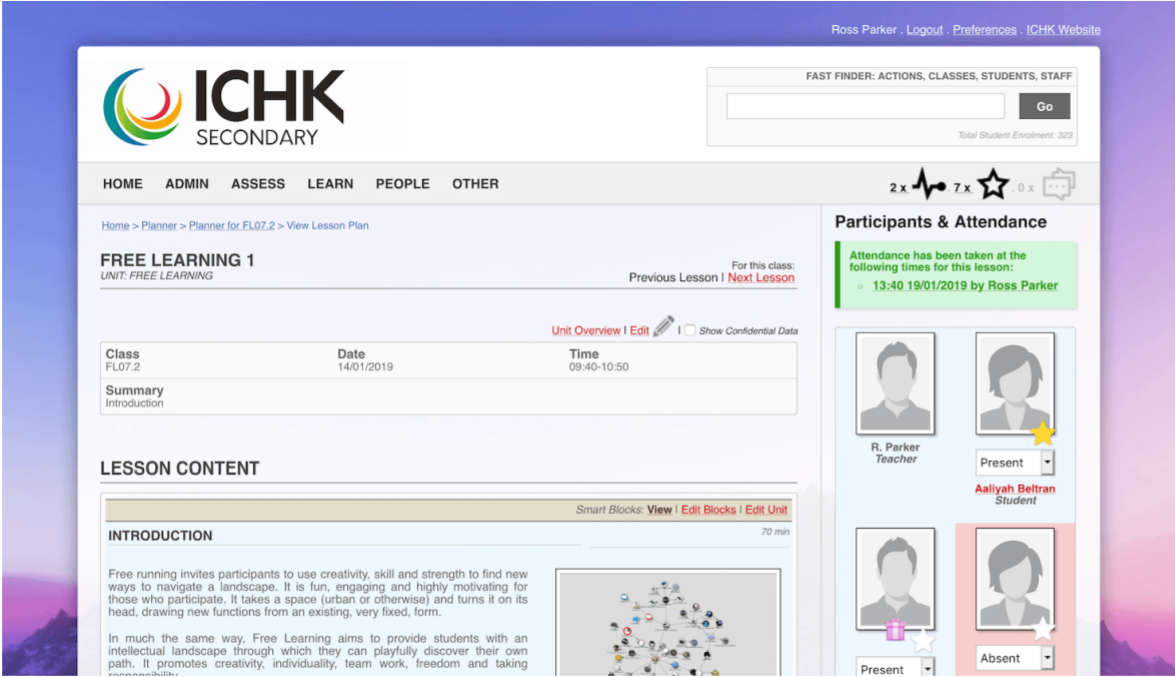 Ross Parker . Logout . Preferences . ICHK Website
ICHK
SECONDARY
FAST FINDER: ACTIONS, CLASSES, STUDENTS, STAFF
Go
Total Student Enrolment: 323
HOME ADMIN ASSESS LEARN PEOPLE OTHER
2 x . 7 x . 0 x
Home > Planner > Planner for FL07.2 > View Lesson Plan
FREE LEARNING 1
UNIT: FREE LEARNING
For this class:
Previous Lesson | Next Lesson
Unit Overview | Edit | Show Confidential Data
Class Date Time
FL07.2 14/01/2019 09:40-10:50
Summary
Introduction
LESSON CONTENT
Smart Blocks: View | Edit Blocks | Edit Unit
INTRODUCTION
70 min
Free running invites participants to use creativity, skill and strength to find new
ways to navigate a landscape. It is fun, engaging and highly motivating for
those who participate. It takes a space (urban or otherwise) and turns it on its
head, drawing new functions from an existing, very fixed, form.
In much the same way, Free Learning aims to provide students with an
intellectual landscape through which they can playfully discover their own
path. It promotes creativity, individuality, team work, freedom and taking
responsibility.
Participants & Attendance
Attendance has been taken at the
following times for this lesson:
13:40 19/01/2019 by Ross Parker
R. Parker
Teacher
Present
Aaliyah Beltran
Student
Present
Absent